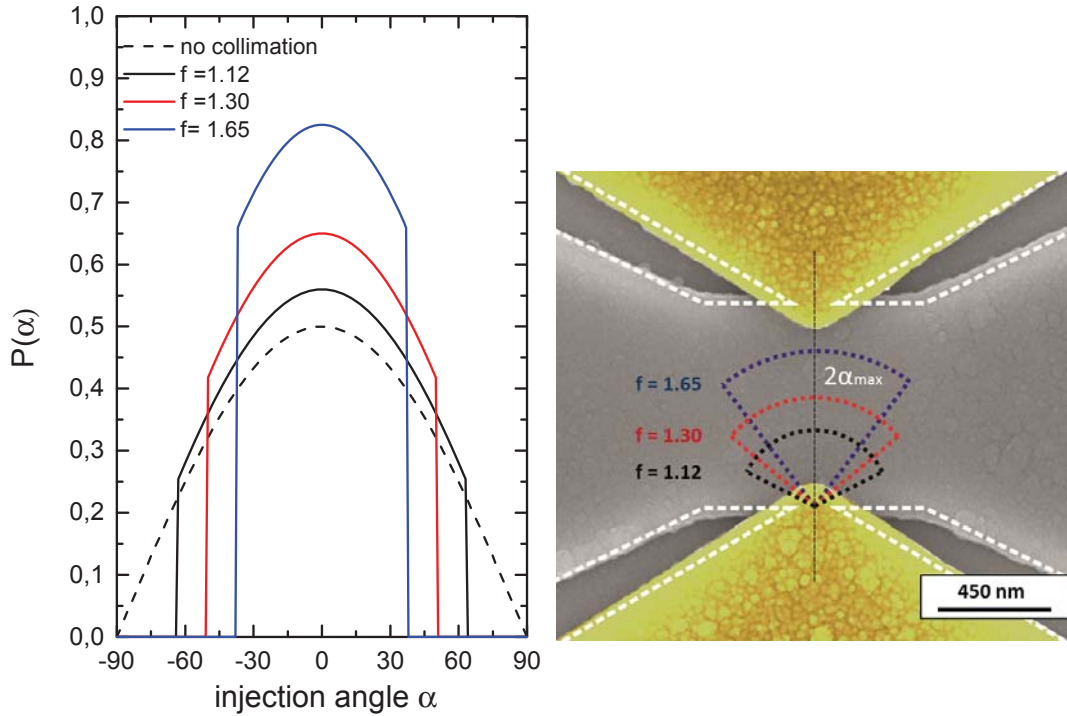 1,0
0,9
0,8
0,7
0,6
0,5
0,4
0,3
0,2
0,1
0,0
P(α)
no collimation
f =1.12
f =1.30
f= 1.65
-90 -60 -30 0 30 60 90
injection angle α
2αmax
f = 1.65
f = 1.30
f = 1.12
450 nm